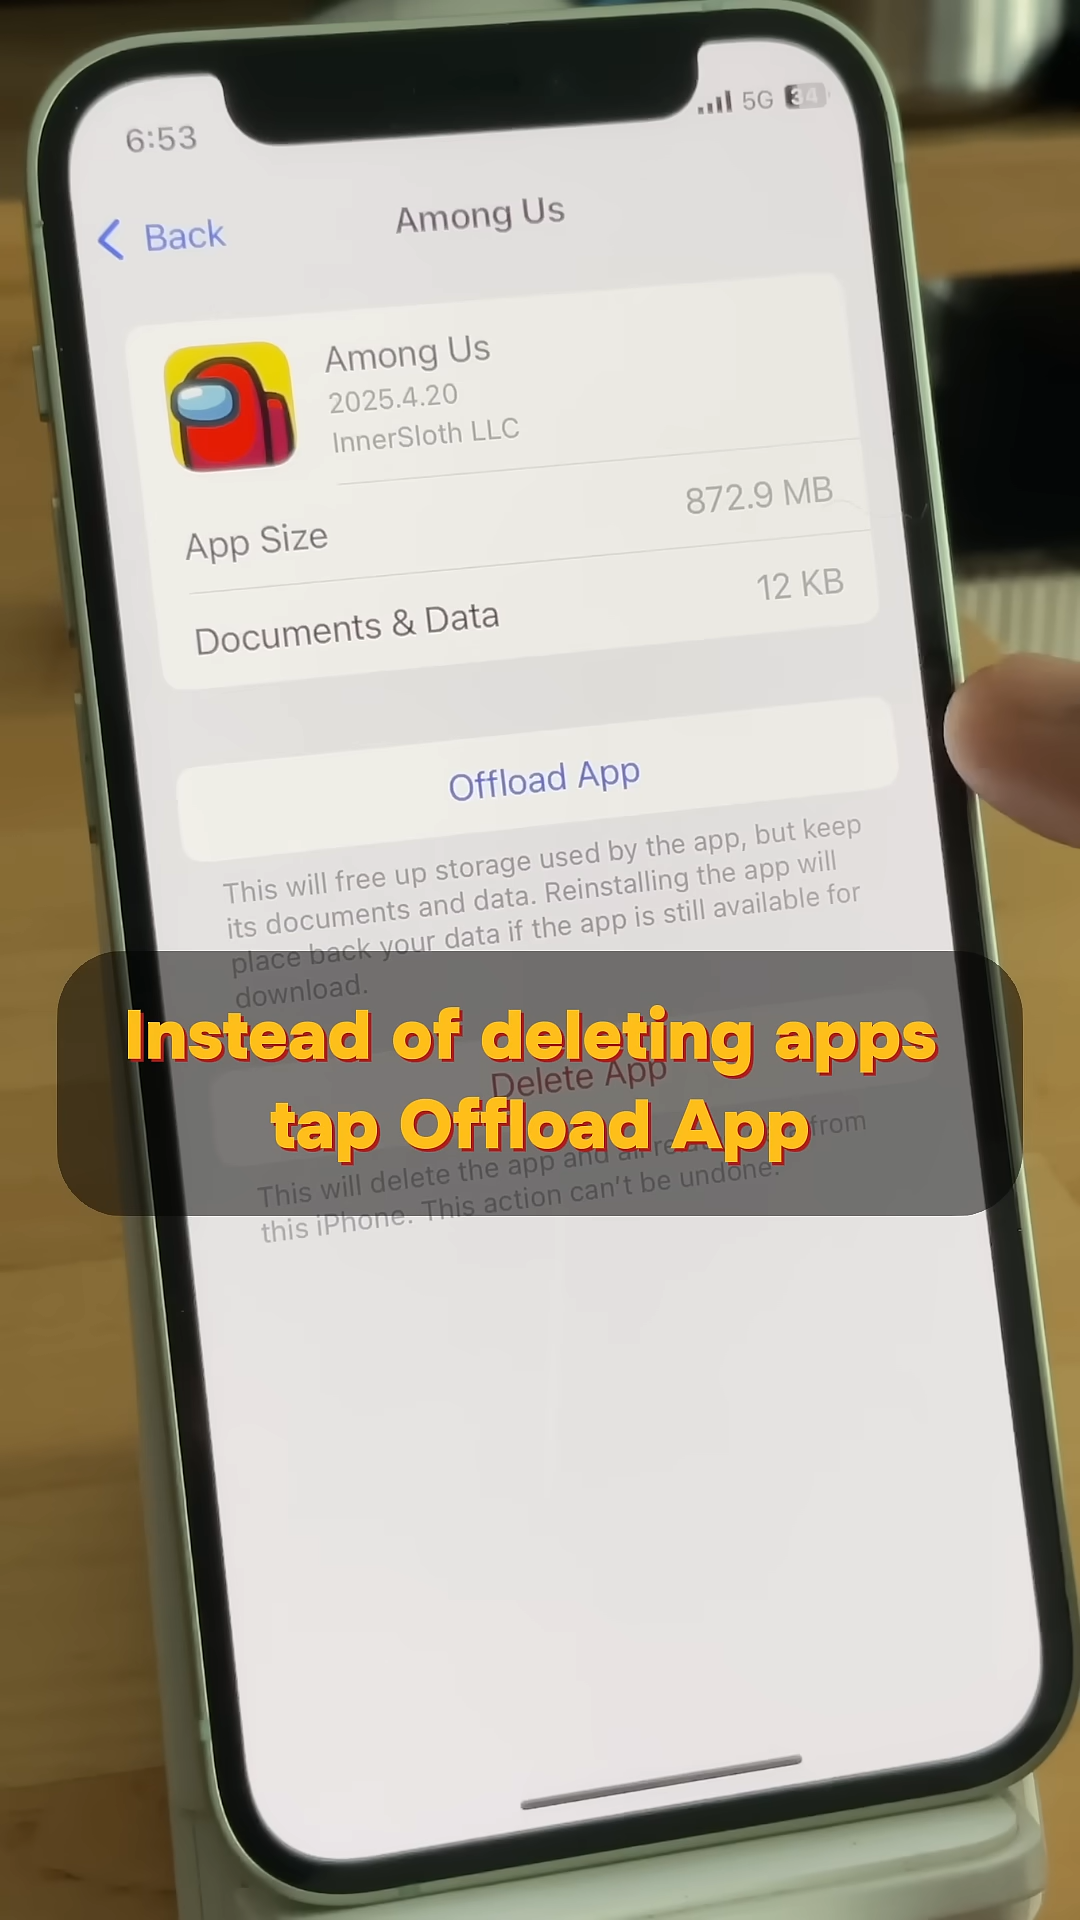 6:53
5G 34
Back
Among Us
Among Us
2025.4.20
InnerSloth LLC
App Size
872.9 MB
Documents & Data
12 KB
Offload App
This will free up storage used by the app, but keep
its documents and data. Reinstalling the app will
place back your data if the app is still available for
download.
Instead of deleting apps
Delete App
tap Offload App
This will delete the app and all from
this iPhone. This action can't be undone.